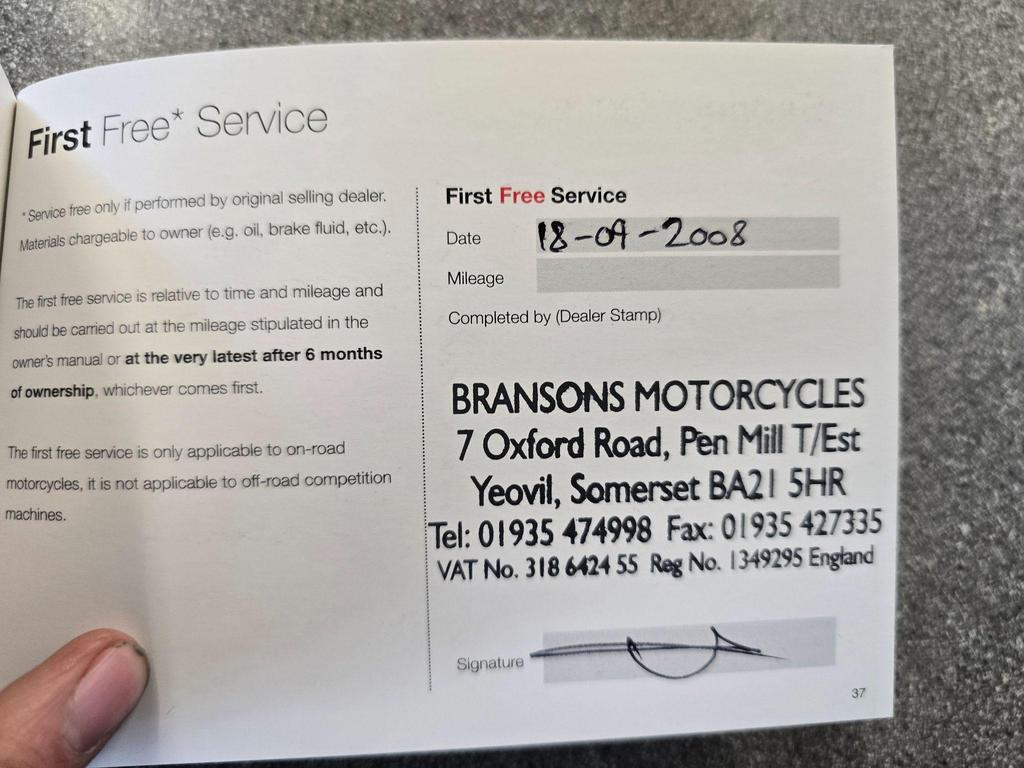 First Free* Service
* Service free only if performed by original selling dealer.
Materials chargeable to owner (e.g. oil, brake fluid, etc.).
The first free service is relative to time and mileage and
should be carried out at the mileage stipulated in the
owner's manual or at the very latest after 6 months
of ownership, whichever comes first.
The first free service is only applicable to on-road
motorcycles, it is not applicable to off-road competition
machines.
First Free Service
Date 18-09-2008
Mileage
Completed by (Dealer Stamp)
BRANSONS MOTORCYCLES
7 Oxford Road, Pen Mill T/Est
Yeovil, Somerset BA21 5HR
Tel: 01935 474998 Fax: 01935 427335
VAT No. 318 6424 55 Reg No. 1349295 England
Signature
37